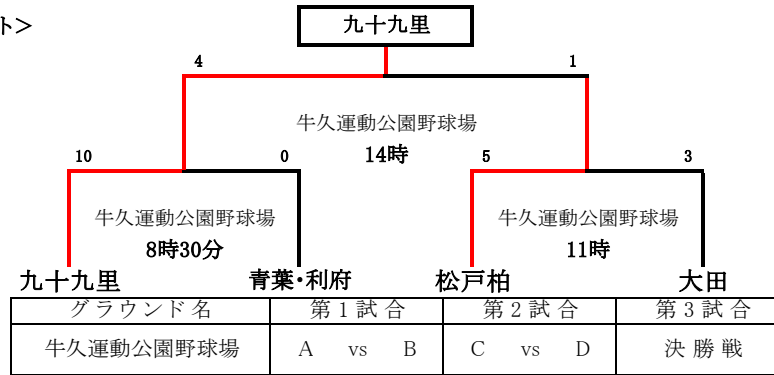 ト＞
九十九里
4 1
牛久運動公園野球場
14時
10 0 5 3
牛久運動公園野球場 牛久運動公園野球場
8時30分 11時
九十九里 青葉・利府 松戸柏 大田
グラウンド名 第1試合 第2試合 第3試合
牛久運動公園野球場 A vs B C vs D 決勝戦